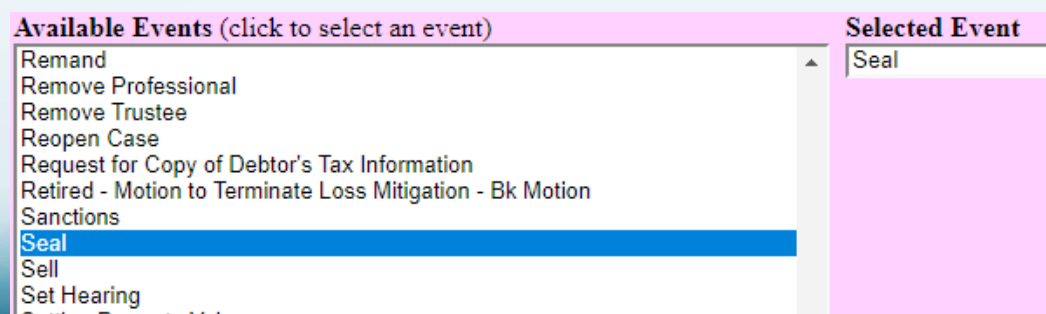 Available Events (click to select an event)
Selected Event
Remand
Seal
Remove Professional
Remove Trustee
Reopen Case
Request for Copy of Debtor's Tax Information
Retired - Motion to Terminate Loss Mitigation - Bk Motion
Sanctions
Seal
Sell
Set Hearing